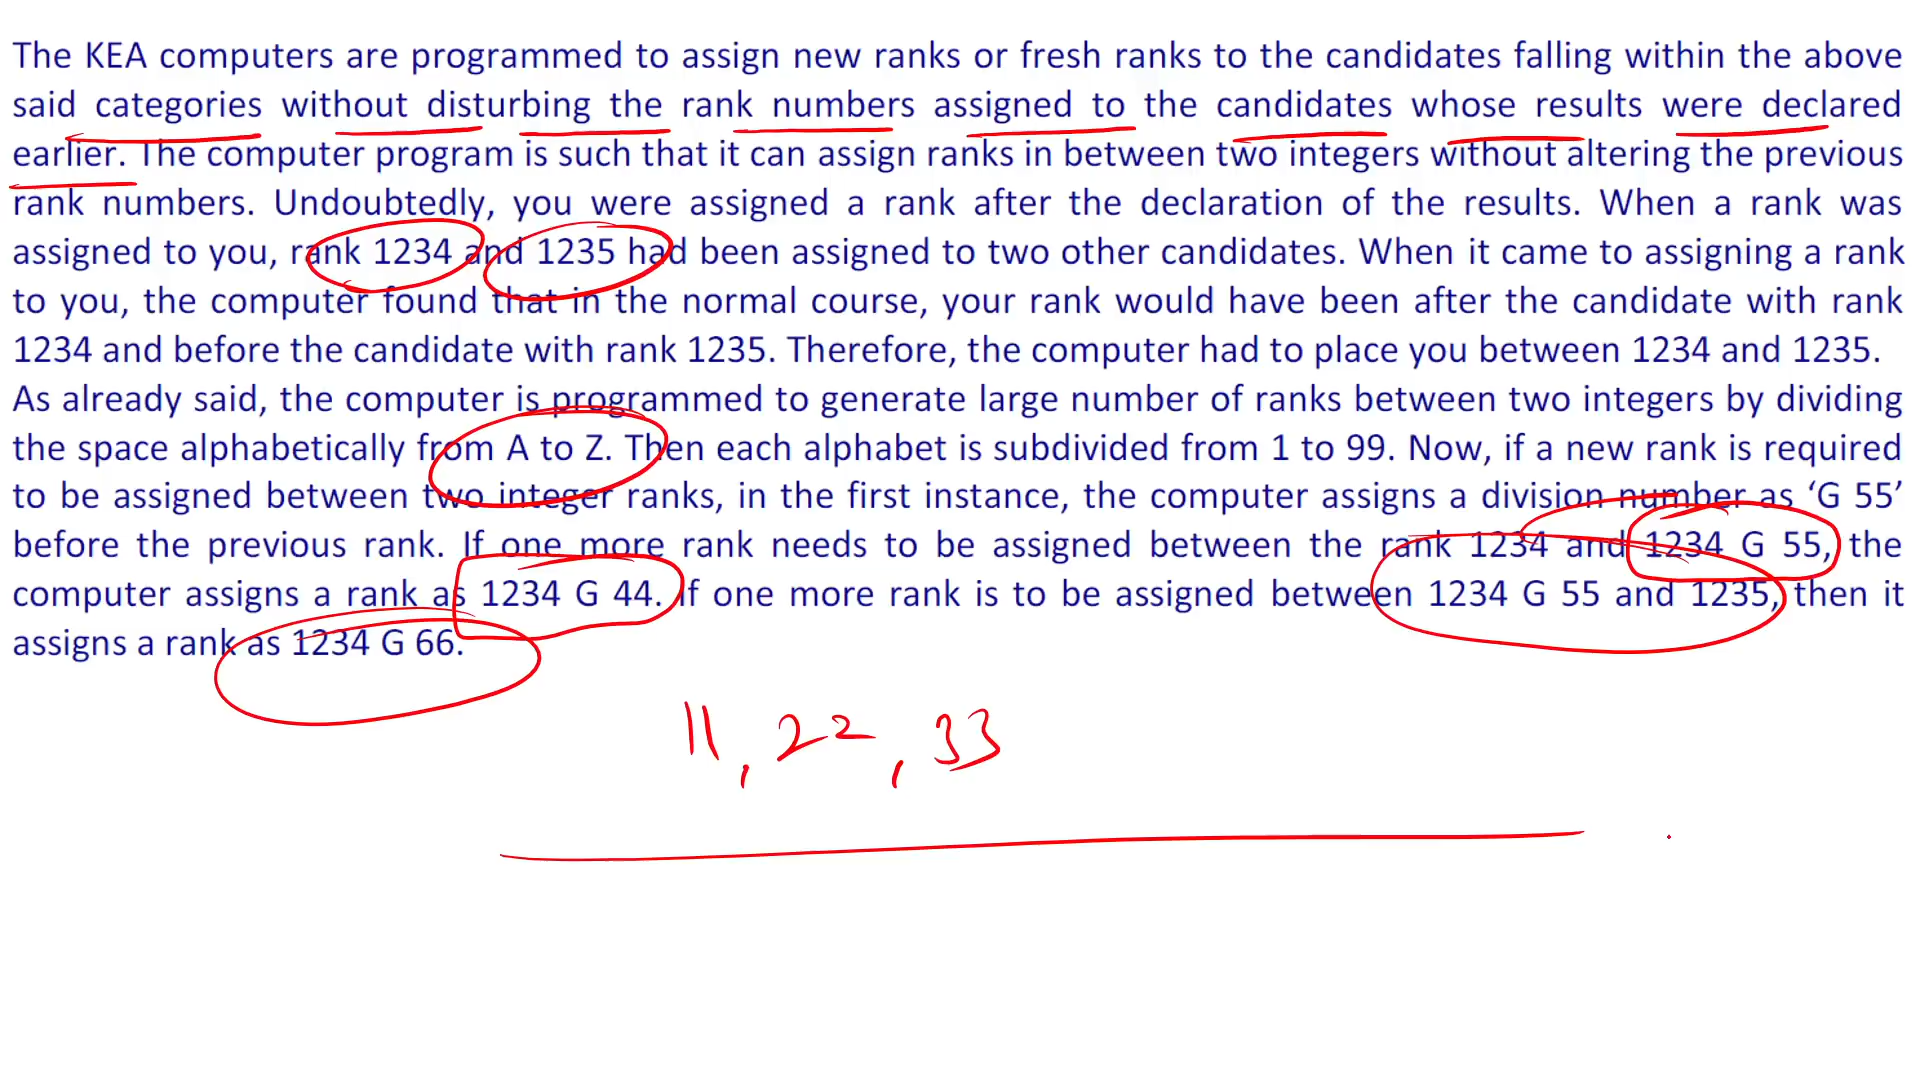 The KEA computers are programmed to assign new ranks or fresh ranks to the candidates falling within the above
said categories without disturbing the rank numbers assigned to the candidates whose results were declared
earlier. The computer program is such that it can assign ranks in between two integers without altering the previous
rank numbers. Undoubtedly, you were assigned a rank after the declaration of the results. When a rank was
assigned to you, rank 1234 and 1235 had been assigned to two other candidates. When it came to assigning a rank
to you, the computer found that in the normal course, your rank would have been after the candidate with rank
1234 and before the candidate with rank 1235. Therefore, the computer had to place you between 1234 and 1235.
As already said, the computer is programmed to generate large number of ranks between two integers by dividing
the space alphabetically from A to Z. Then each alphabet is subdivided from 1 to 99. Now, if a new rank is required
to be assigned between two integer ranks, in the first instance, the computer assigns a division number as ‘G 55’
before the previous rank. If one more rank needs to be assigned between the rank 1234 and 1234 G 55, the
computer assigns a rank as 1234 G 44. If one more rank is to be assigned between 1234 G 55 and 1235, then it
assigns a rank as 1234 G 66.
11, 22, 33